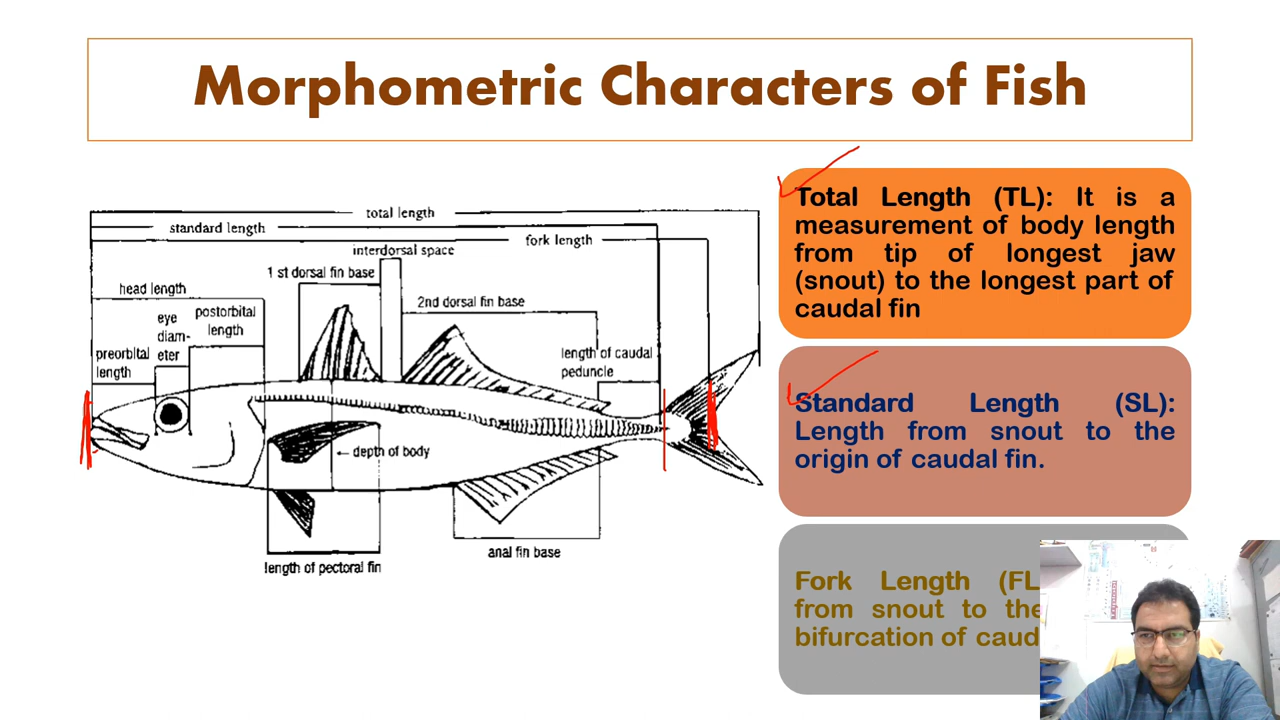 Morphometric Characters of Fish
total length
standard length
fork length
interdorsal space
1 st dorsal fin base
head length
2nd dorsal fin base
eye
diam-
eter
postorbital
length
preorbital
length
length of caudal
peduncle
depth of body
anal fin base
length of pectoral fin
Total Length (TL): It is a
measurement of body length
from tip of longest jaw
(snout) to the longest part of
caudal fin
Standard Length (SL):
Length from snout to the
origin of caudal fin.
Fork Length (FL
from snout to the
bifurcation of caud